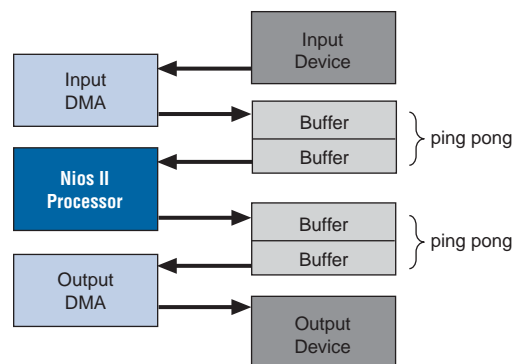 Input
Device
Input
DMA
Buffer
Buffer
ping pong
Nios II
Processor
Buffer
Buffer
ping pong
Output
DMA
Output
Device